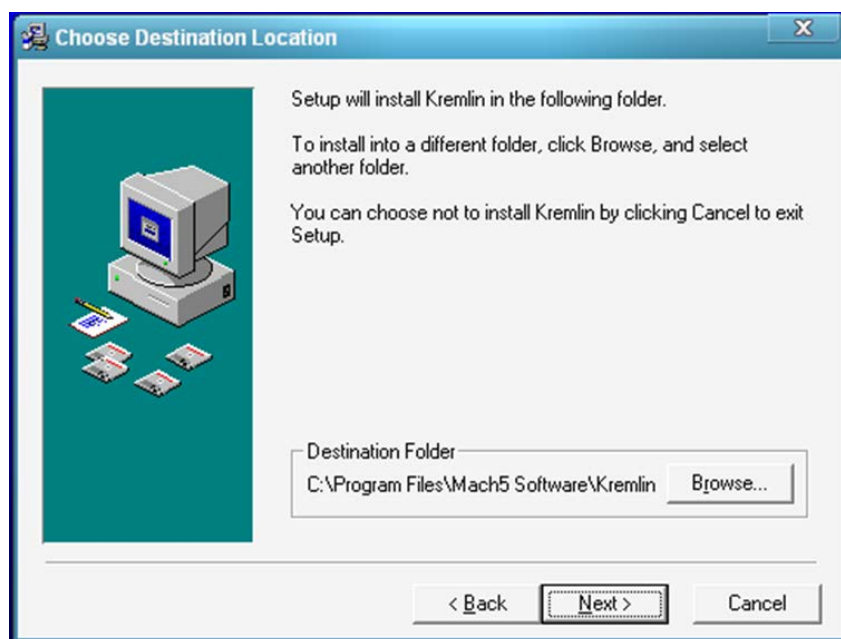 Choose Destination Location
Setup will install Kremlin in the following folder.
To install into a different folder, click Browse, and select
another folder.
You can choose not to install Kremlin by clicking Cancel to exit
Setup.
Destination Folder
C:\Program Files\Mach5 Software\Kremlin
Browse...
< Back
Next >
Cancel